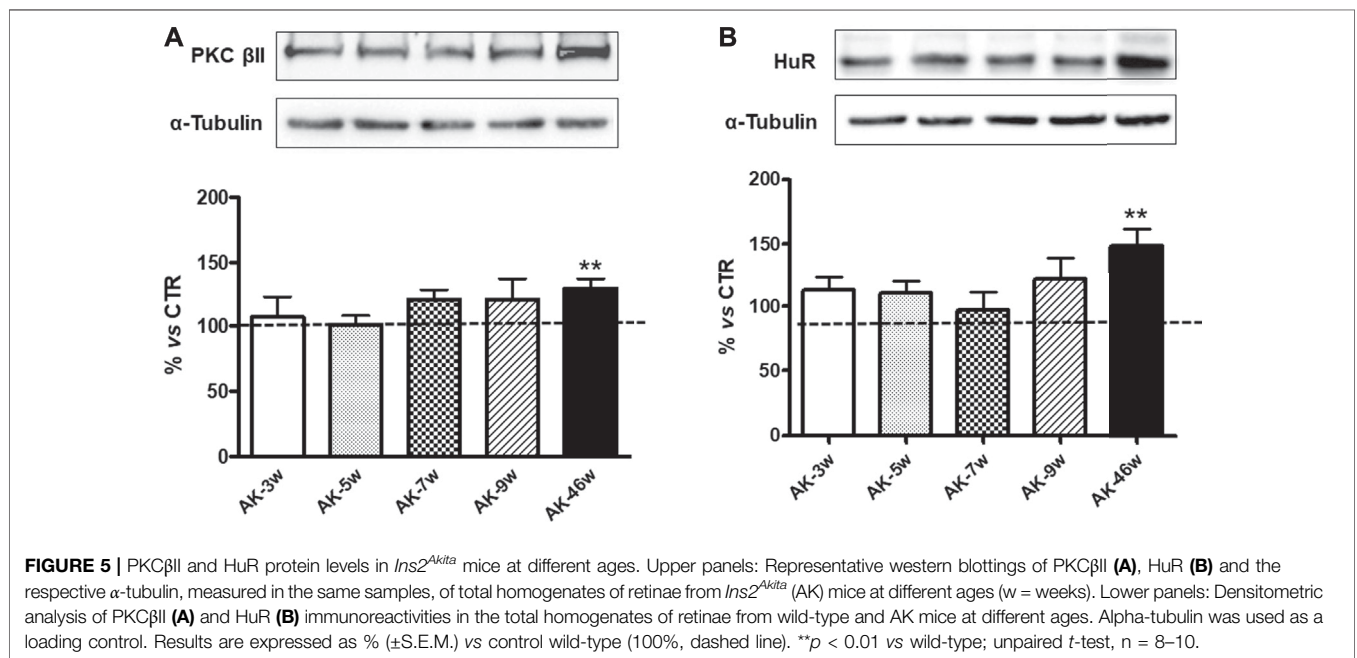 A
PKC βII
α-Tubulin
200
150
100
50
0
% vs CTR
**
AK-3w
AK-5w
AK-7w
AK-9w
AK-46w
B
HuR
α-Tubulin
200
150
100
50
0
% vs CTR
**
AK-3w
AK-5w
AK-7w
AK-9w
AK-46w
FIGURE 5 | PKCβII and HuR protein levels in Ins2Akita mice at different ages. Upper panels: Representative western blottings of PKCβII (A), HuR (B) and the
respective α-tubulin, measured in the same samples, of total homogenates of retinae from Ins2Akita (AK) mice at different ages (w = weeks). Lower panels: Densitometric
analysis of PKCβII (A) and HuR (B) immunoreactivities in the total homogenates of retinae from wild-type and AK mice at different ages. Alpha-tubulin was used as a
loading control. Results are expressed as % (±S.E.M.) vs control wild-type (100%, dashed line). **p < 0.01 vs wild-type; unpaired t-test, n = 8–10.